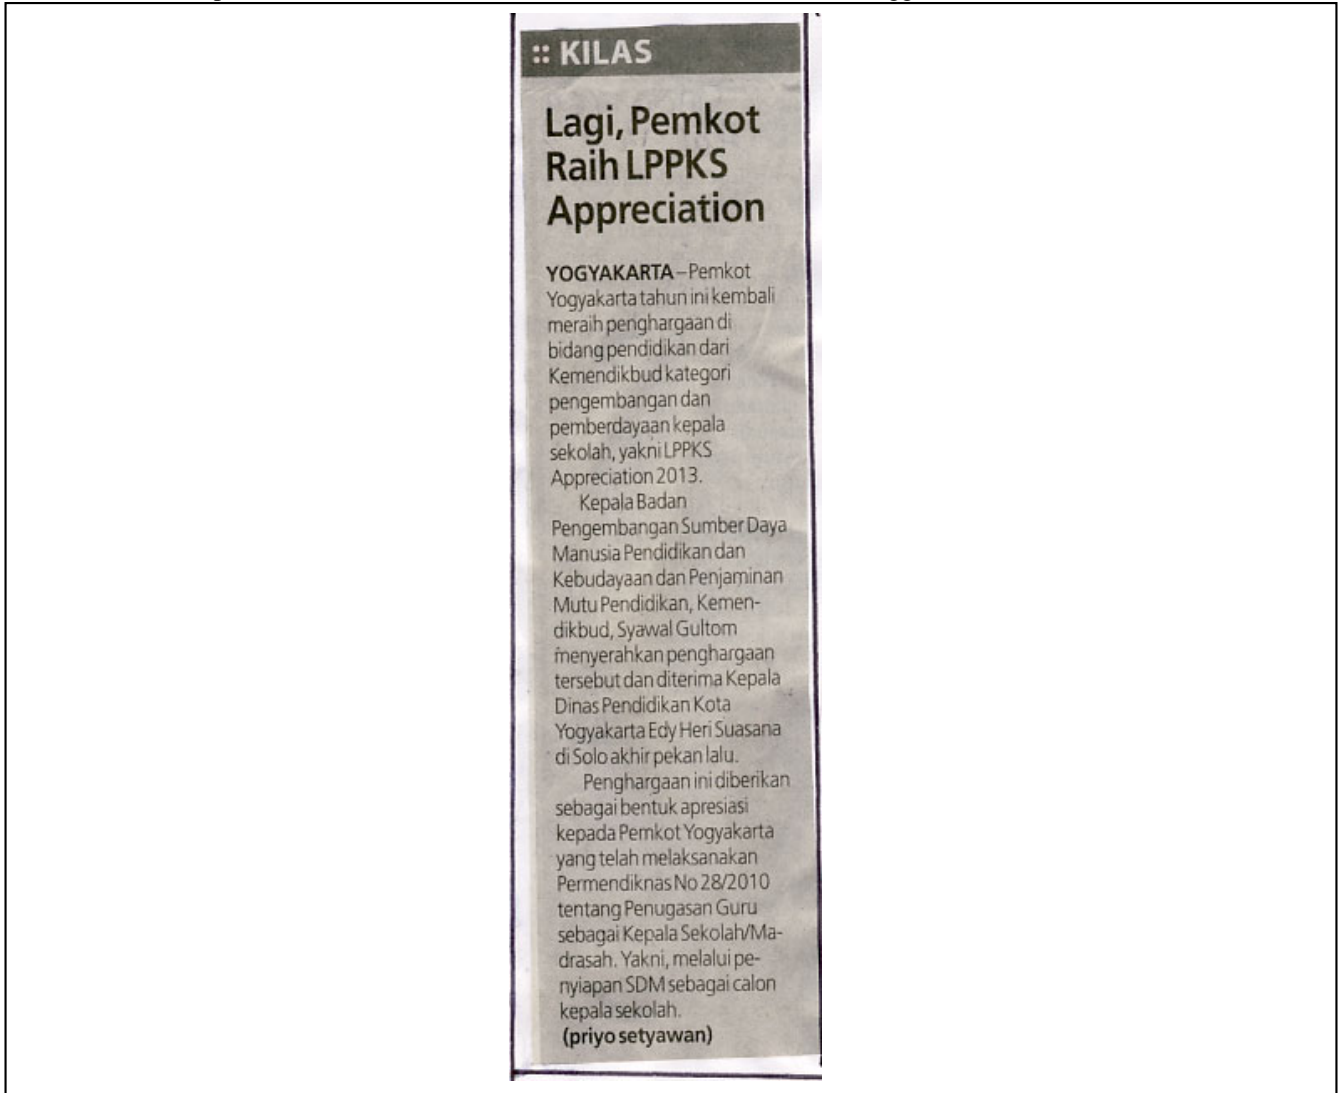 :: KILAS
Lagi, Pemkot
Raih LPPKS
Appreciation
YOGYAKARTA – Pemkot
Yogyakarta tahun ini kembali
meraih penghargaan di
bidang pendidikan dari
Kemendikbud kategori
pengembangan dan
pemberdayaan kepala
sekolah, yakni LPPKS
Appreciation 2013.
Kepala Badan
Pengembangan Sumber Daya
Manusia Pendidikan dan
Kebudayaan dan Penjaminan
Mutu Pendidikan, Kemen-
dikbud, Syawal Gultom
menyerahkan penghargaan
tersebut dan diterima Kepala
Dinas Pendidikan Kota
Yogyakarta Edy Heri Suasana
di Solo akhir pekan lalu.
Penghargaan ini diberikan
sebagai bentuk apresiasi
kepada Pemkot Yogyakarta
yang telah melaksanakan
Permendiknas No 28/2010
tentang Penugasan Guru
sebagai Kepala Sekolah/Ma-
drasah. Yakni, melalui pe-
nyiapan SDM sebagai calon
kepala sekolah.
(priyo setyawan)